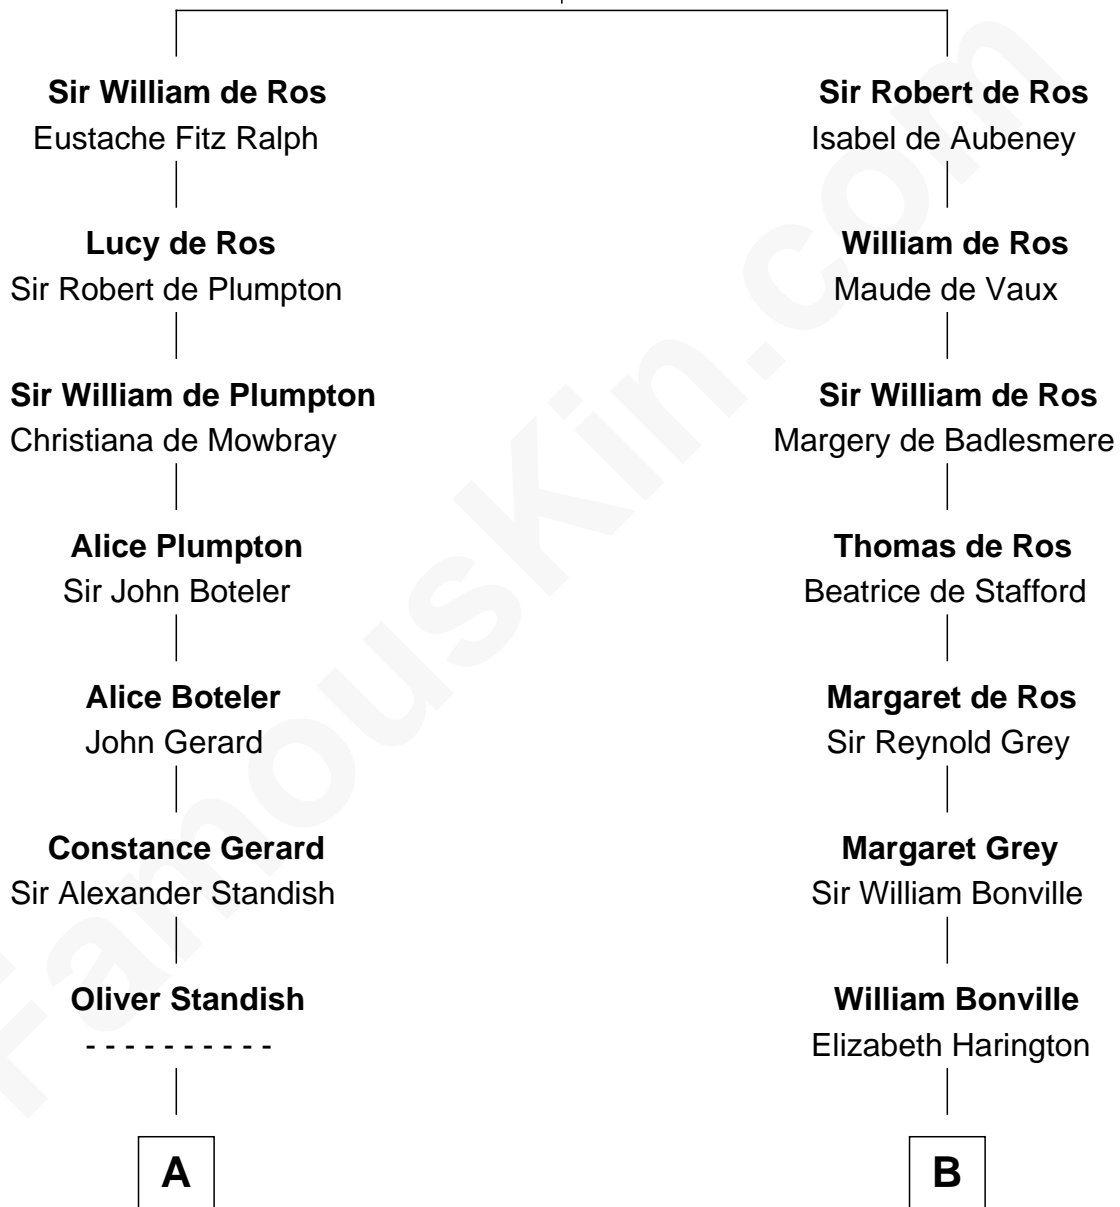 Sir William de Ros
Eustache Fitz Ralph
Sir Robert de Ros
Isabel de Aubeney
Lucy de Ros
Sir Robert de Plumpton
William de Ros
Maude de Vaux
Sir William de Plumpton
Christiana de Mowbray
Sir William de Ros
Margery de Badlesmere
Alice Plumpton
Sir John Boteler
Thomas de Ros
Beatrice de Stafford
Alice Boteler
John Gerard
Margaret de Ros
Sir Reynold Grey
Constance Gerard
Sir Alexander Standish
Margaret Grey
Sir William Bonville
Oliver Standish
- - - - - - - - - -
William Bonville
Elizabeth Harington
A
B
FamousKin.com